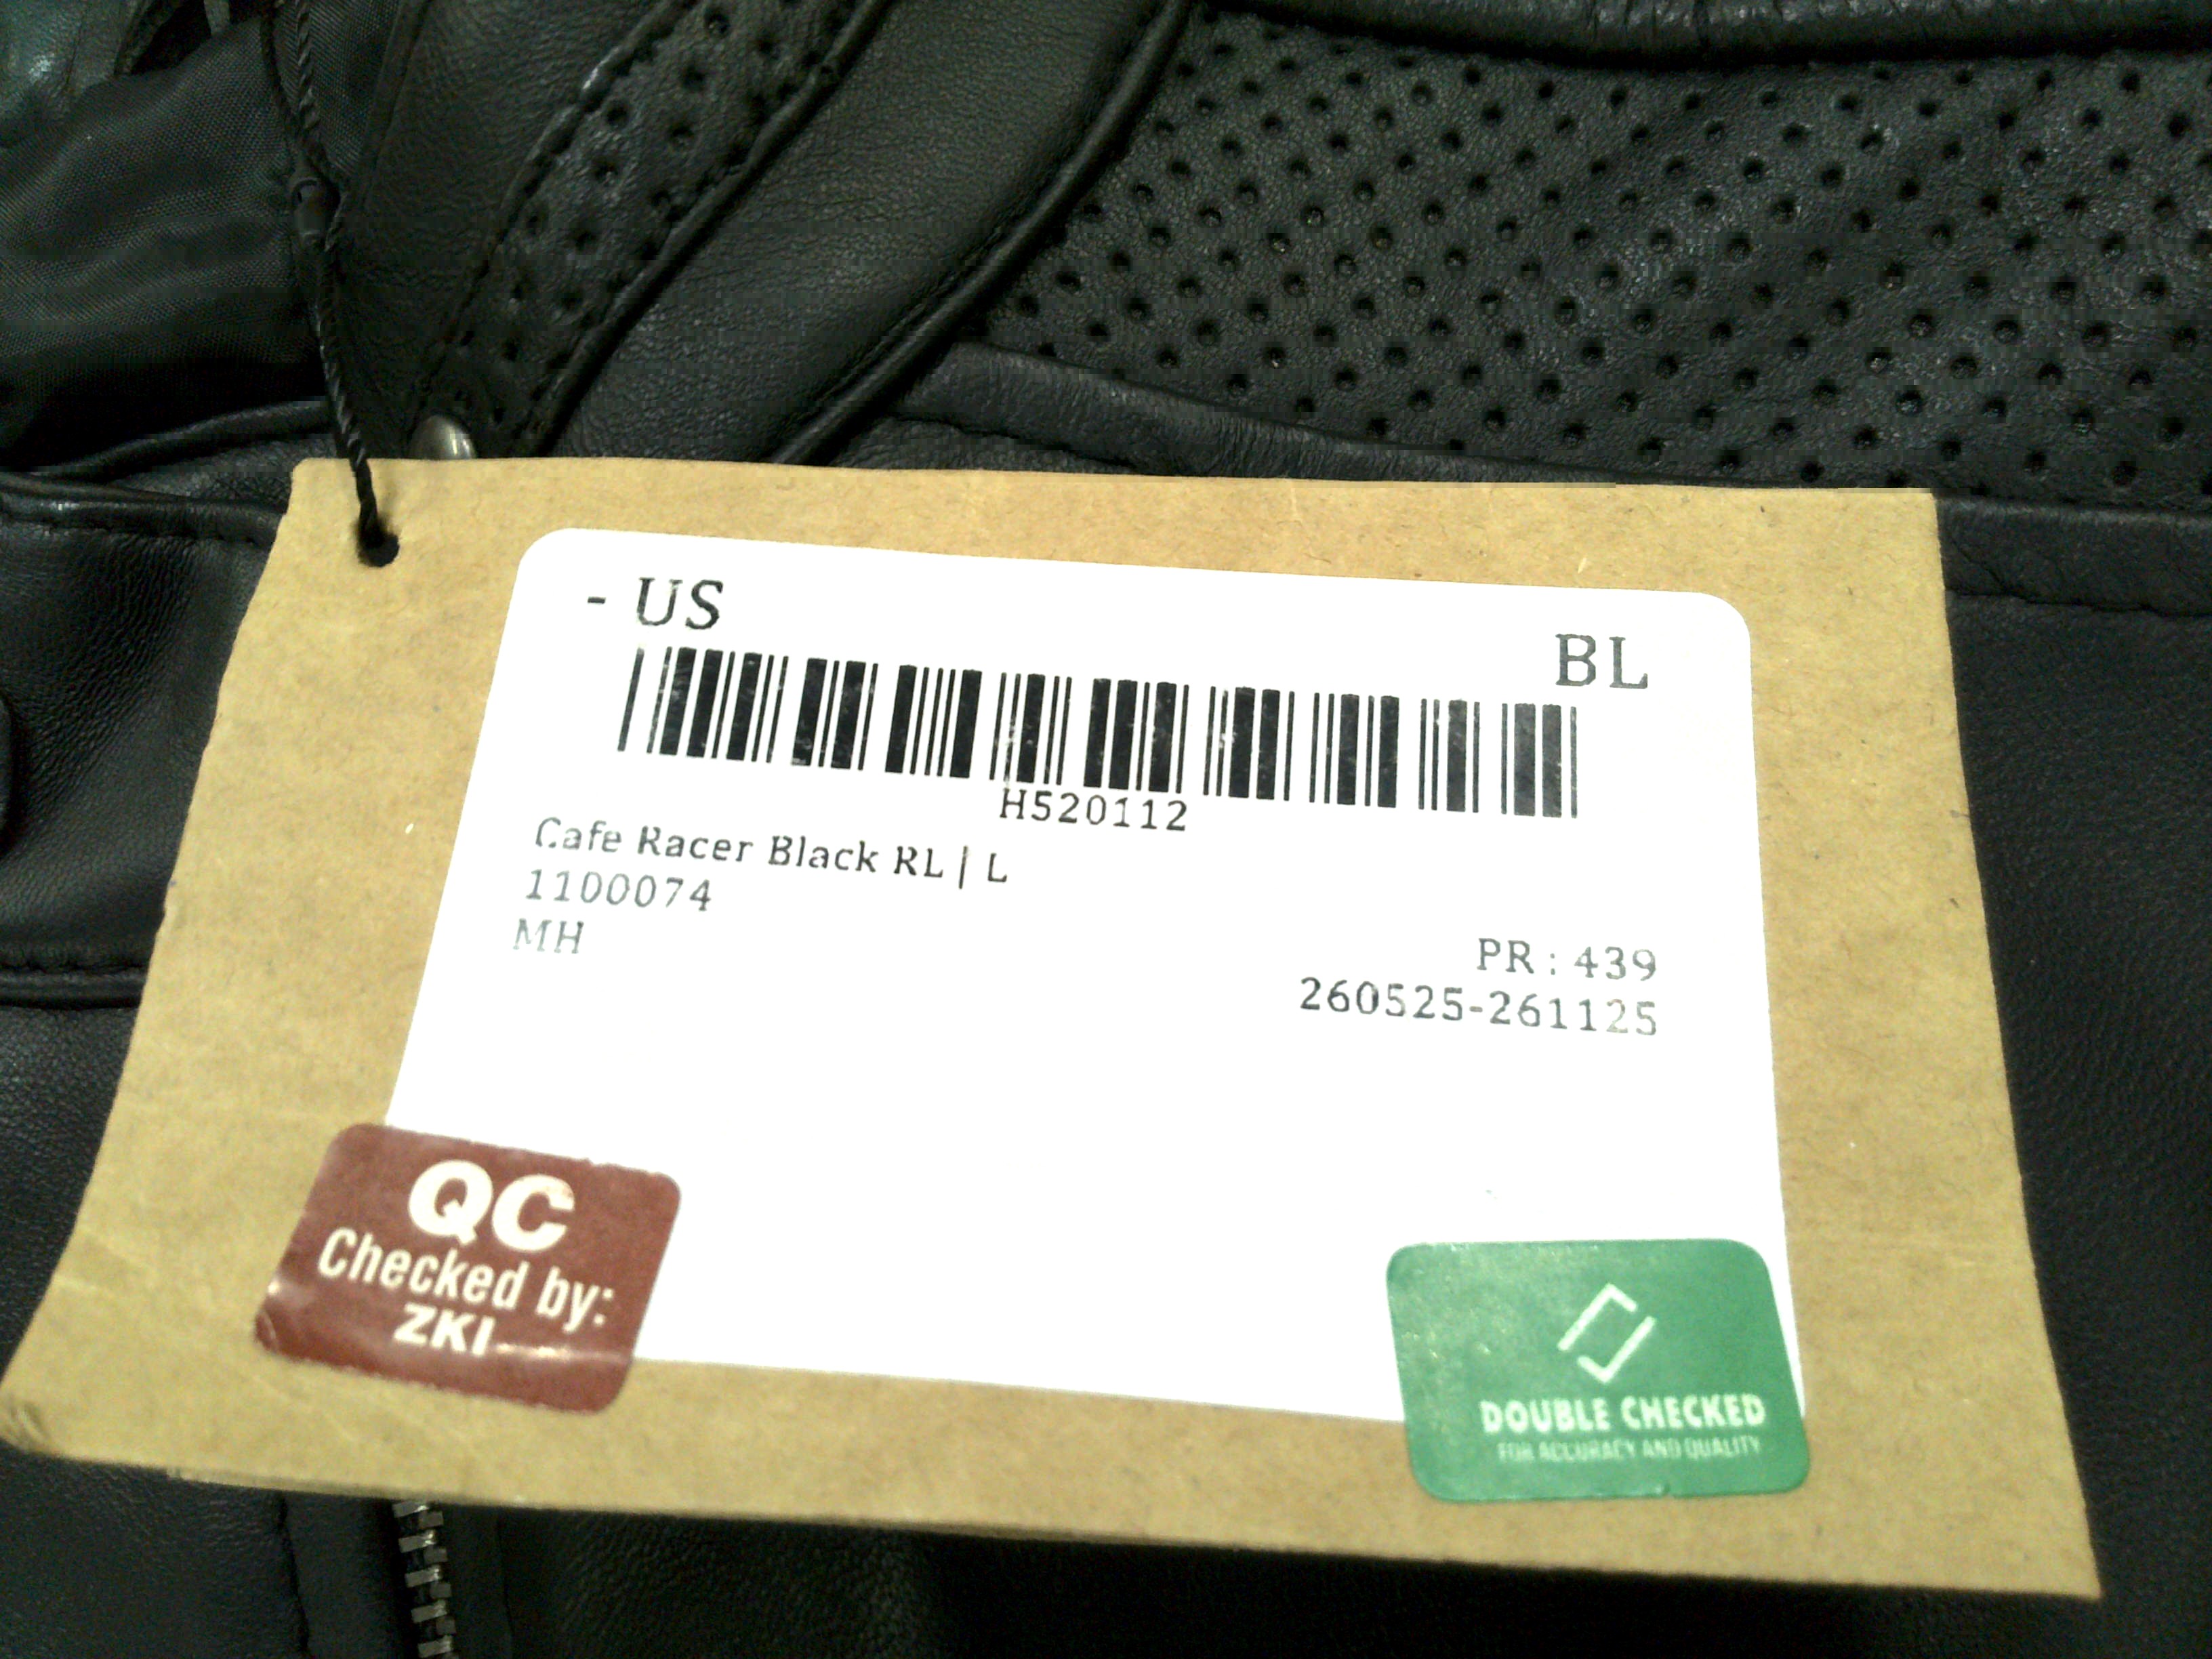 - US
BL
H520112
Cafe Racer Black RL | L
1100074
MH
PR : 439
260525-261125
QC
Checked by:
ZKI
DOUBLE CHECKED
FOR ACCURACY AND QUALITY